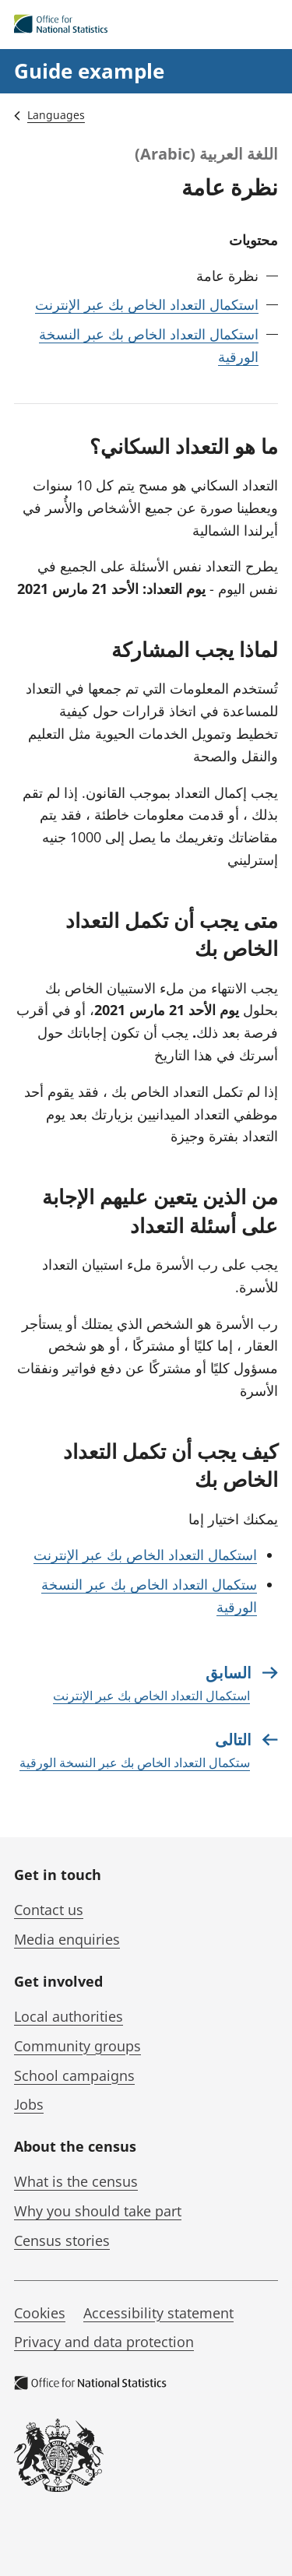 Office for
National Statistics
Guide example
Languages
اللغة العربية (Arabic)
نظرة عامة
محتويات
— نظرة عامة
— استكمال التعداد الخاص بك عبر الإنترنت
— استكمال التعداد الخاص بك عبر النسخة
الورقية
ما هو التعداد السكاني؟
التعداد السكاني هو مسح يتم كل 10 سنوات
ويعطينا صورة عن جميع الأشخاص والأُسر في
أيرلندا الشمالية
يطرح التعداد نفس الأسئلة على الجميع في
نفس اليوم - يوم التعداد: الأحد 21 مارس 2021
لماذا يجب المشاركة
تُستخدم المعلومات التي تم جمعها في التعداد
للمساعدة في اتخاذ قرارات حول كيفية
تخطيط وتمويل الخدمات الحيوية مثل التعليم
والنقل والصحة
يجب إكمال التعداد بموجب القانون. إذا لم تقم
بذلك ، أو قدمت معلومات خاطئة ، فقد يتم
مقاضاتك وتغريمك ما يصل إلى 1000 جنيه
إسترليني
متى يجب أن تكمل التعداد
الخاص بك
يجب الانتهاء من ملء الاستبيان الخاص بك
بحلول يوم الأحد 21 مارس 2021، أو في أقرب
فرصة بعد ذلك. يجب أن تكون إجاباتك حول
أسرتك في هذا التاريخ
إذا لم تكمل التعداد الخاص بك ، فقد يقوم أحد
موظفي التعداد الميدانيين بزيارتك بعد يوم
التعداد بفترة وجيزة
من الذين يتعين عليهم الإجابة
على أسئلة التعداد
يجب على رب الأسرة ملء استبيان التعداد
للأسرة.
رب الأسرة هو الشخص الذي يمتلك أو يستأجر
العقار ، إما كليًا أو مشتركًا ، أو هو شخص
مسؤول كليًا أو مشتركًا عن دفع فواتير ونفقات
الأسرة
كيف يجب أن تكمل التعداد
الخاص بك
يمكنك اختيار إما
• استكمال التعداد الخاص بك عبر الإنترنت
• ستكمال التعداد الخاص بك عبر النسخة
الورقية
السابق
استكمال التعداد الخاص بك عبر الإنترنت
التالى
ستكمال التعداد الخاص بك عبر النسخة الورقية
Get in touch
Contact us
Media enquiries
Get involved
Local authorities
Community groups
School campaigns
Jobs
About the census
What is the census
Why you should take part
Census stories
Cookies Accessibility statement
Privacy and data protection
Office for National Statistics
DIEU ET MON DROIT